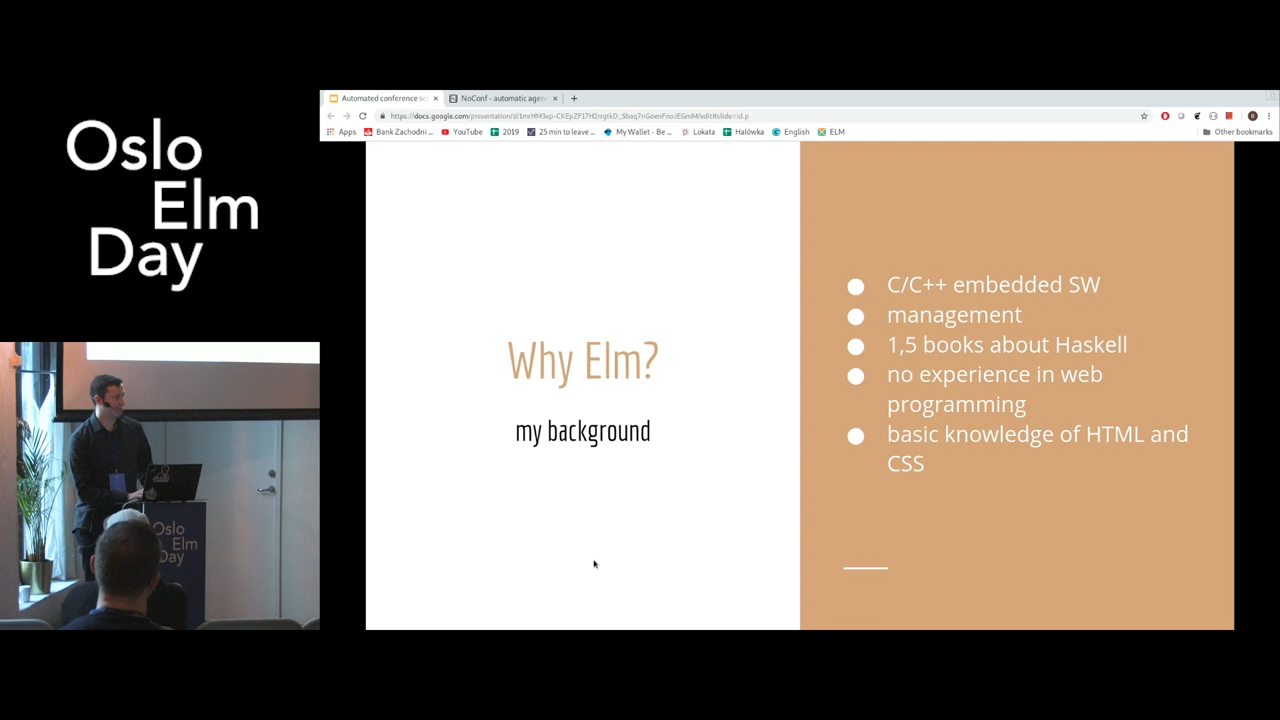 Oslo
Elm
Day
Automated conference sc
NoConf - automatic agen
Apps
Bank Zachodni ...
YouTube
2019
25 min to leave ...
My Wallet - Be ...
Lokata
Halówka
English
ELM
Other bookmarks
Why Elm?
my background
C/C++ embedded SW
management
1,5 books about Haskell
no experience in web
programming
basic knowledge of HTML and
CSS
Oslo
Elm
Day